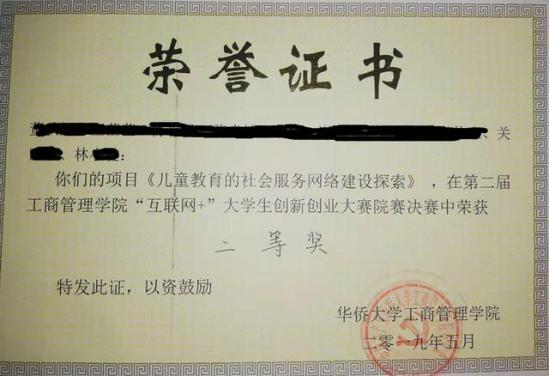 荣誉证书
、关
、林
：
你们的项目《儿童教育的社会服务网络建设探索》，在第二届
工商管理学院“互联网+”大学生创新创业大赛院赛决赛中荣获
二等奖
特发此证，以资鼓励
华侨大学工商管理学院
二零一九年五月